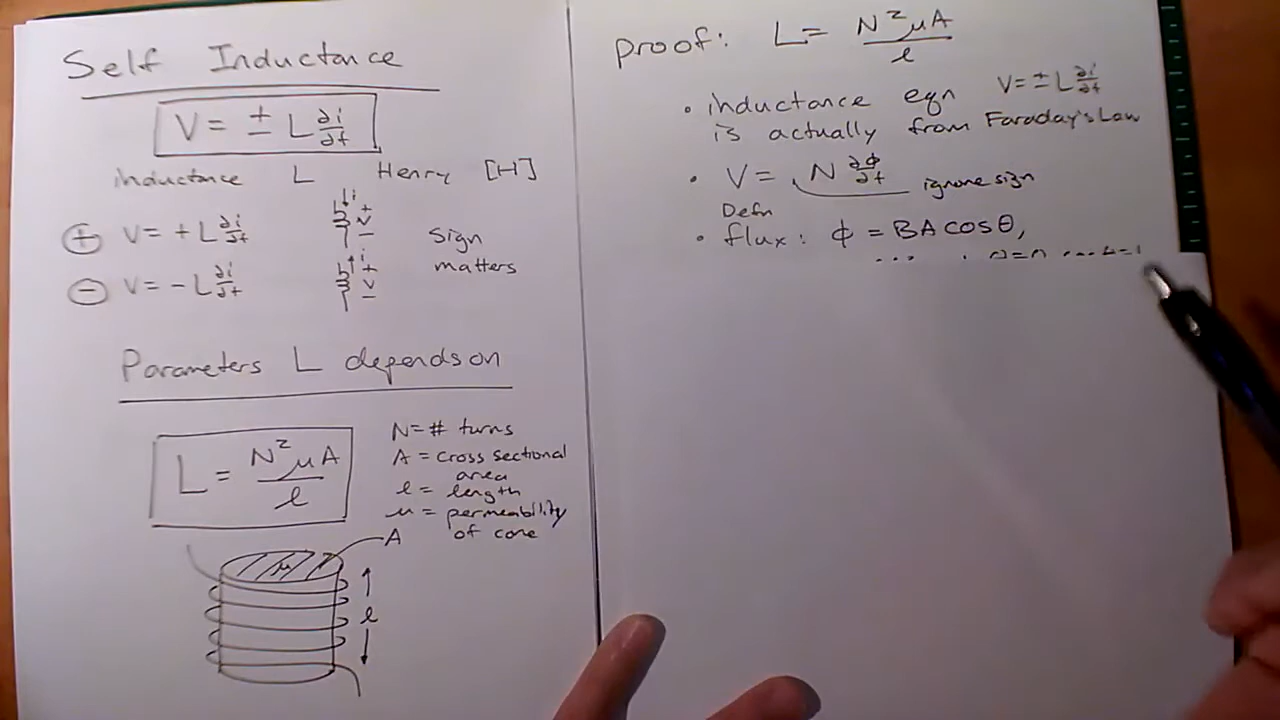 Self Inductance
V = ± L ∂i/∂t
inductance L Henry [H]
⊕ V = + L ∂i/∂t
i + V −
⊖ V = − L ∂i/∂t
i + V −
Sign
matters
Parameters L depends on
L = N²μA/ℓ
N = # turns
A = cross sectional
area
ℓ = length
μ = permeability
of core
A
μ
ℓ
proof: L = N²μA/ℓ
• inductance eqn V = ± L ∂i/∂t
is actually from Faraday's Law
• V = N ∂ϕ/∂t ignore sign
Defn
• flux: ϕ = BA cosθ,